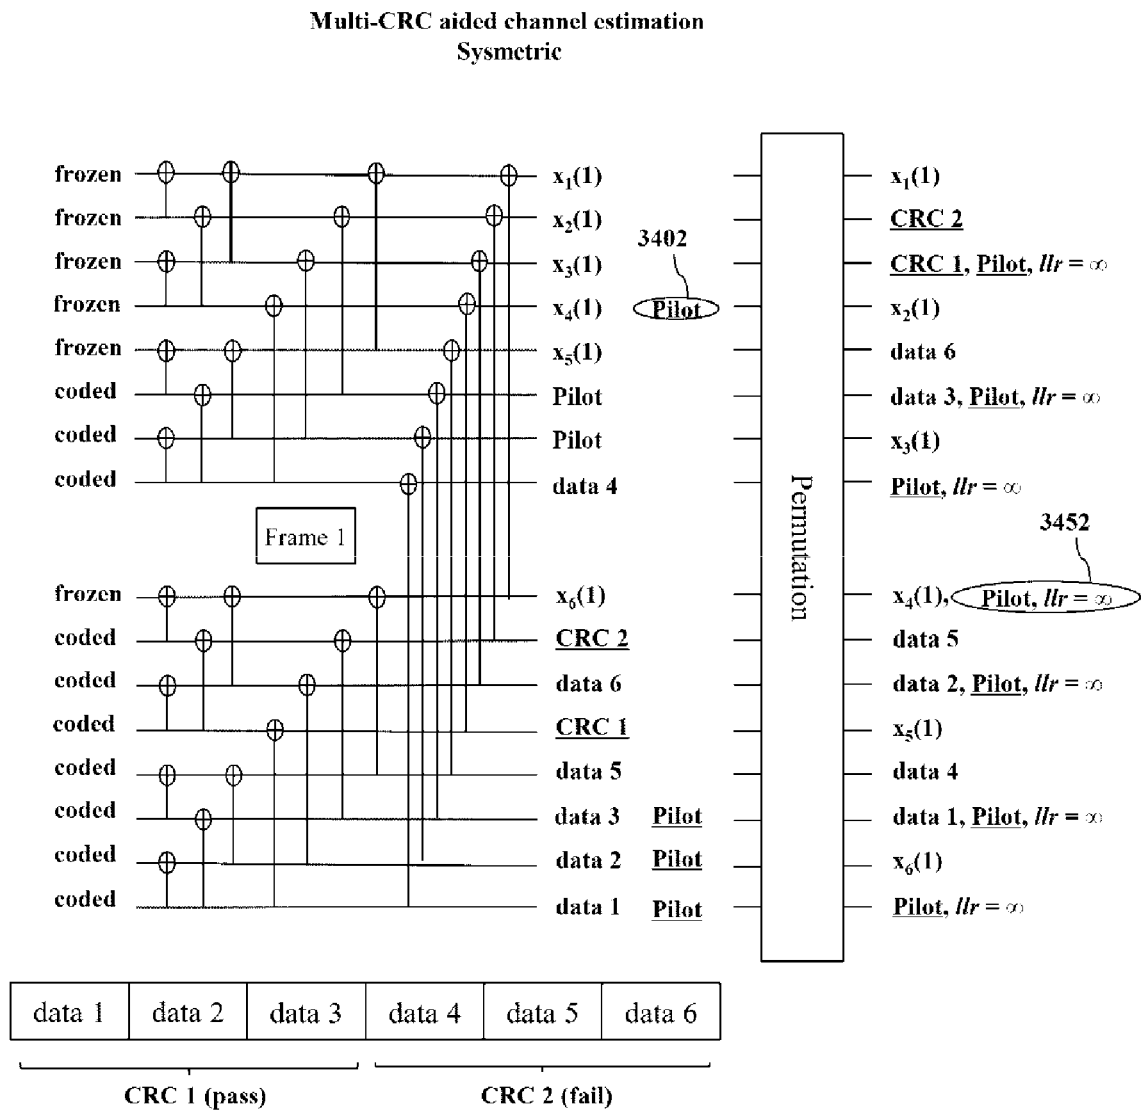 Multi-CRC aided channel estimation
Sysmetric
frozen x₁(1) x₁(1)
frozen x₂(1) CRC 2
3402
frozen x₃(1) CRC 1, Pilot, llr = ∞
frozen x₄(1) Pilot x₂(1)
frozen x₅(1) data 6
coded Pilot data 3, Pilot, llr = ∞
coded Pilot x₃(1)
coded data 4 Pilot, llr = ∞
Permutation
Frame 1
3452
frozen x₆(1) x₄(1), Pilot, llr = ∞
coded CRC 2 data 5
coded data 6 data 2, Pilot, llr = ∞
coded CRC 1 x₅(1)
coded data 5 data 4
coded data 3 Pilot data 1, Pilot, llr = ∞
coded data 2 Pilot x₆(1)
coded data 1 Pilot Pilot, llr = ∞
data 1 data 2 data 3 data 4 data 5 data 6
CRC 1 (pass) CRC 2 (fail)